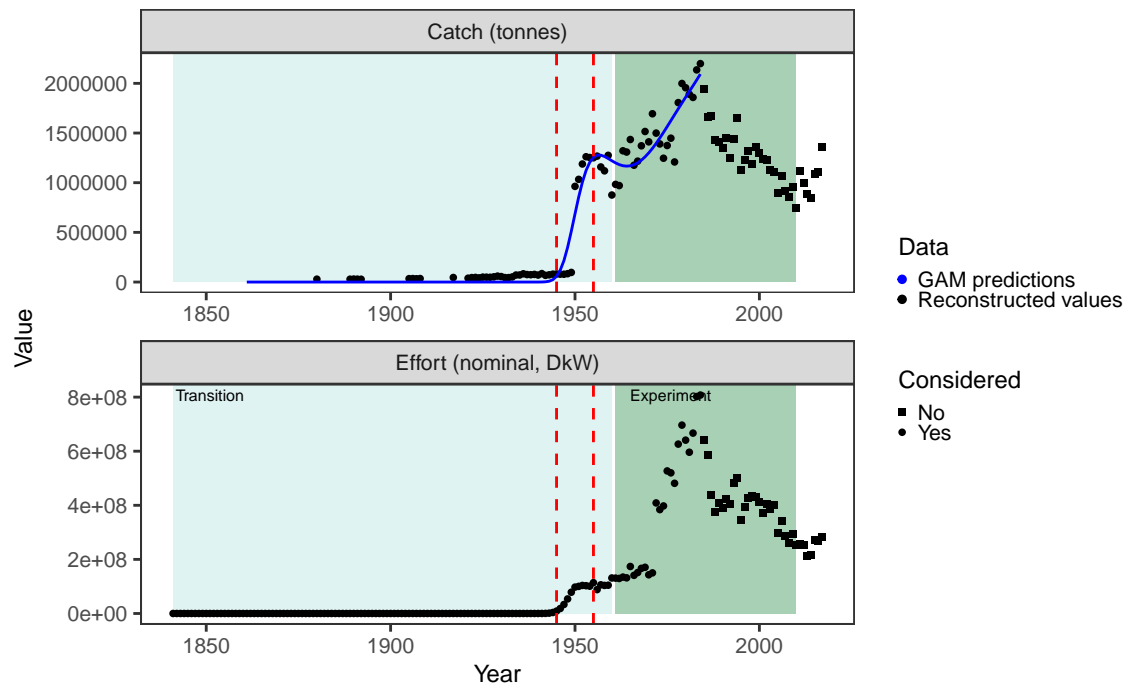 Catch (tonnes)
2000000
1500000
1000000
500000
0
1850
1900
1950
2000
Value
Effort (nominal, DkW)
Transition
Experiment
8e+08
6e+08
4e+08
2e+08
0e+00
1850
1900
1950
2000
Year
Data
GAM predictions
Reconstructed values
Considered
No
Yes